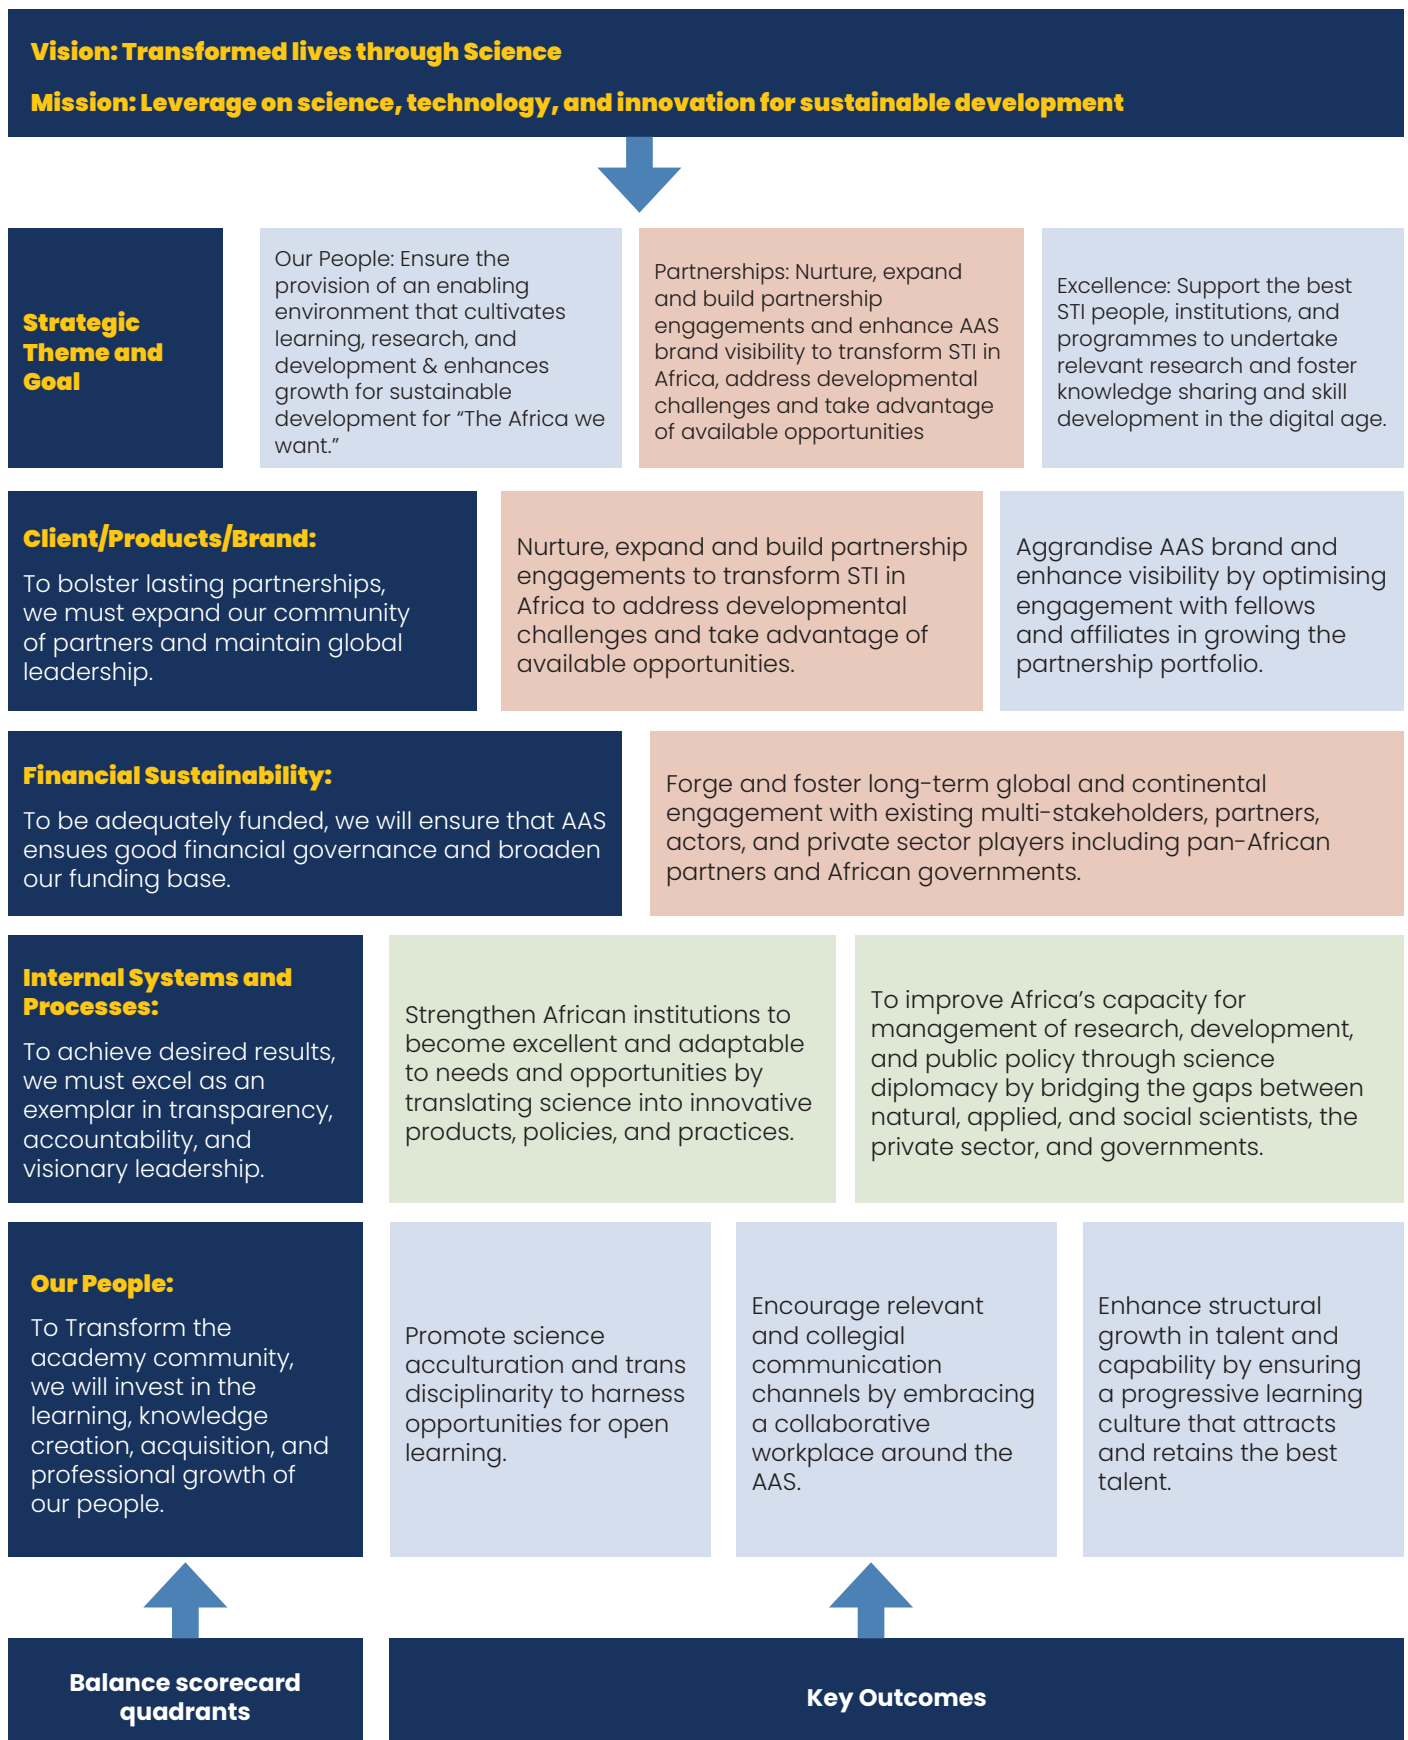 Vision: Transformed lives through Science
Mission: Leverage on science, technology, and innovation for sustainable development
Strategic
Theme and
Goal
Our People: Ensure the
provision of an enabling
environment that cultivates
learning, research, and
development & enhances
growth for sustainable
development for “The Africa we
want.”
Partnerships: Nurture, expand
and build partnership
engagements and enhance AAS
brand visibility to transform STI in
Africa, address developmental
challenges and take advantage
of available opportunities
Excellence: Support the best
STI people, institutions, and
programmes to undertake
relevant research and foster
knowledge sharing and skill
development in the digital age.
Client/Products/Brand:
To bolster lasting partnerships,
we must expand our community
of partners and maintain global
leadership.
Nurture, expand and build partnership
engagements to transform STI in
Africa to address developmental
challenges and take advantage of
available opportunities.
Aggrandise AAS brand and
enhance visibility by optimising
engagement with fellows
and affiliates in growing the
partnership portfolio.
Financial Sustainability:
To be adequately funded, we will ensure that AAS
ensues good financial governance and broaden
our funding base.
Forge and foster long-term global and continental
engagement with existing multi-stakeholders, partners,
actors, and private sector players including pan-African
partners and African governments.
Internal Systems and
Processes:
To achieve desired results,
we must excel as an
exemplar in transparency,
accountability, and
visionary leadership.
Strengthen African institutions to
become excellent and adaptable
to needs and opportunities by
translating science into innovative
products, policies, and practices.
To improve Africa’s capacity for
management of research, development,
and public policy through science
diplomacy by bridging the gaps between
natural, applied, and social scientists, the
private sector, and governments.
Our People:
To Transform the
academy community,
we will invest in the
learning, knowledge
creation, acquisition, and
professional growth of
our people.
Promote science
acculturation and trans
disciplinarity to harness
opportunities for open
learning.
Encourage relevant
and collegial
communication
channels by embracing
a collaborative
workplace around the
AAS.
Enhance structural
growth in talent and
capability by ensuring
a progressive learning
culture that attracts
and retains the best
talent.
Balance scorecard
quadrants
Key Outcomes